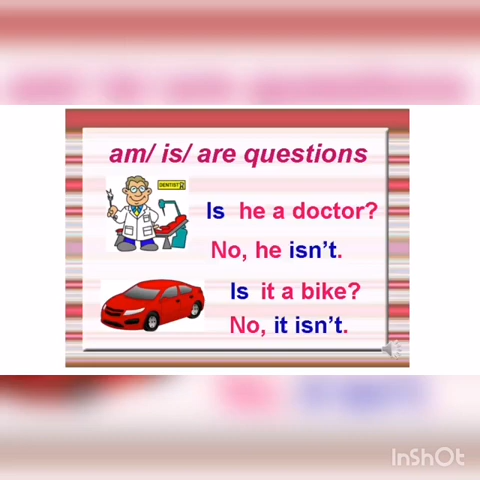 am/ is/ are questions
DENTIST
Is he a doctor?
No, he isn't.
Is it a bike?
No, it isn't.
InShOt